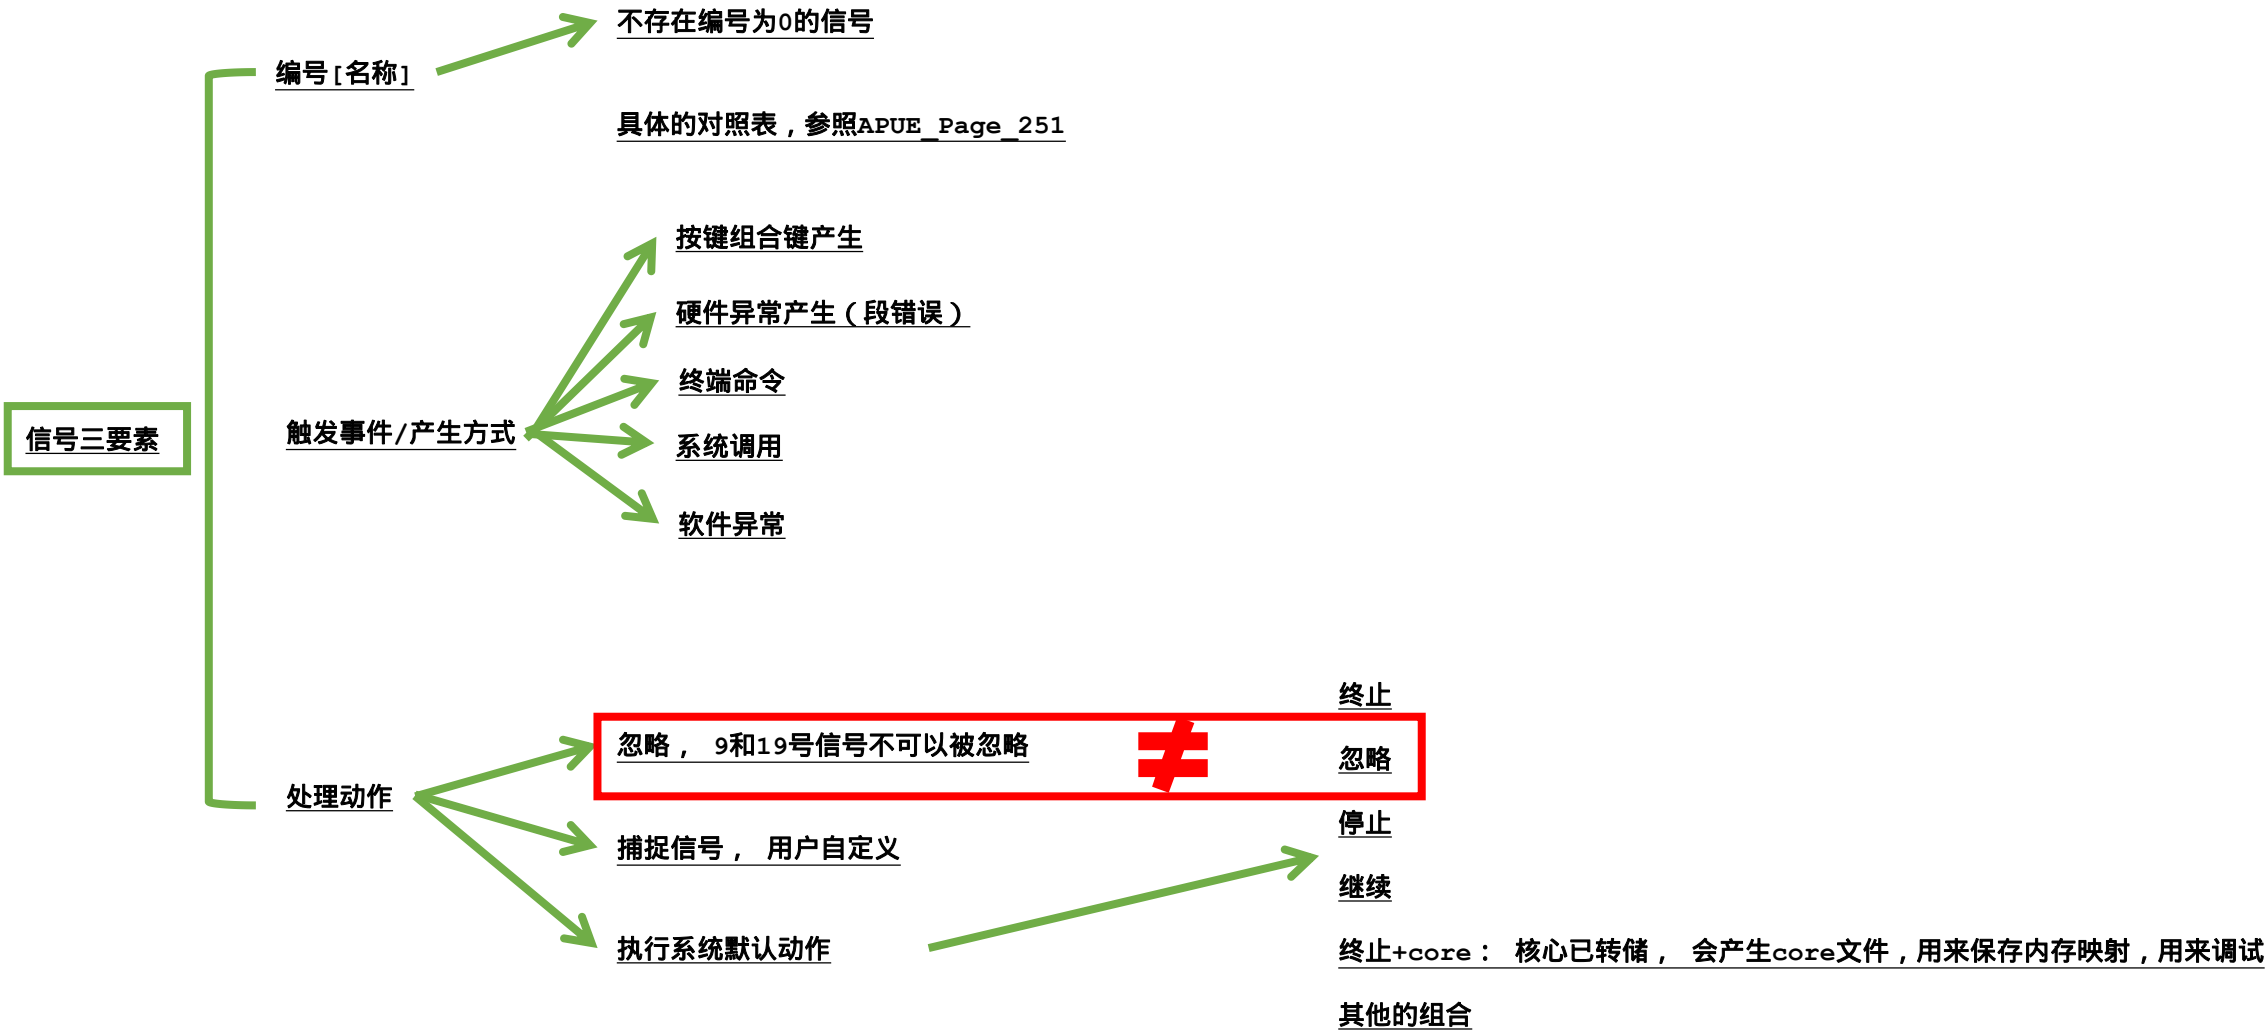 不存在编号为0的信号
编号[名称]
具体的对照表，参照APUE_Page_251
按键组合键产生
硬件异常产生（段错误）
终端命令
信号三要素
触发事件/产生方式
系统调用
软件异常
终止
忽略， 9和19号信号不可以被忽略
≠
忽略
处理动作
停止
捕捉信号， 用户自定义
继续
执行系统默认动作
终止+core： 核心已转储， 会产生core文件，用来保存内存映射，用来调试
其他的组合